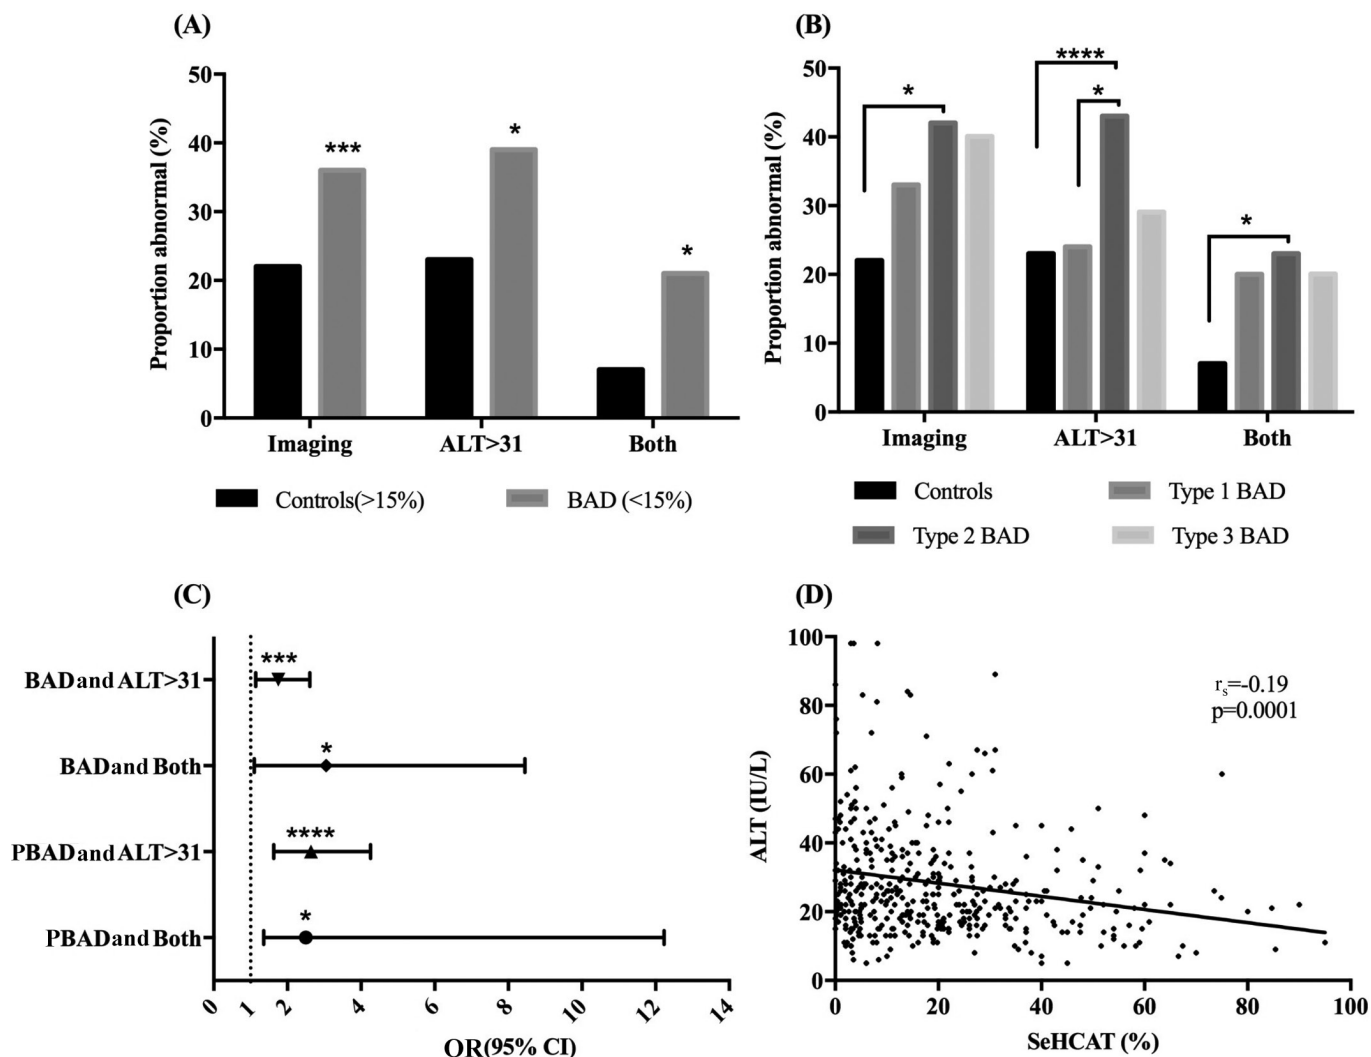 (A)
Proportion abnormal (%)
50
40
30
20
10
0
***
*
*
Imaging
ALT>31
Both
Controls(>15%)
BAD (<15%)
(B)
Proportion abnormal (%)
50
40
30
20
10
0
*
****
*
*
Imaging
ALT>31
Both
Controls
Type 1 BAD
Type 2 BAD
Type 3 BAD
(C)
BAD and ALT>31
BAD and Both
PBAD and ALT>31
PBAD and Both
***
*
****
*
0 1 2 4 6 8 10 12 14
OR(95% CI)
(D)
ALT (IU/L)
100
80
60
40
20
0
rs=-0.19
p=0.0001
0 20 40 60 80 100
SeHCAT (%)